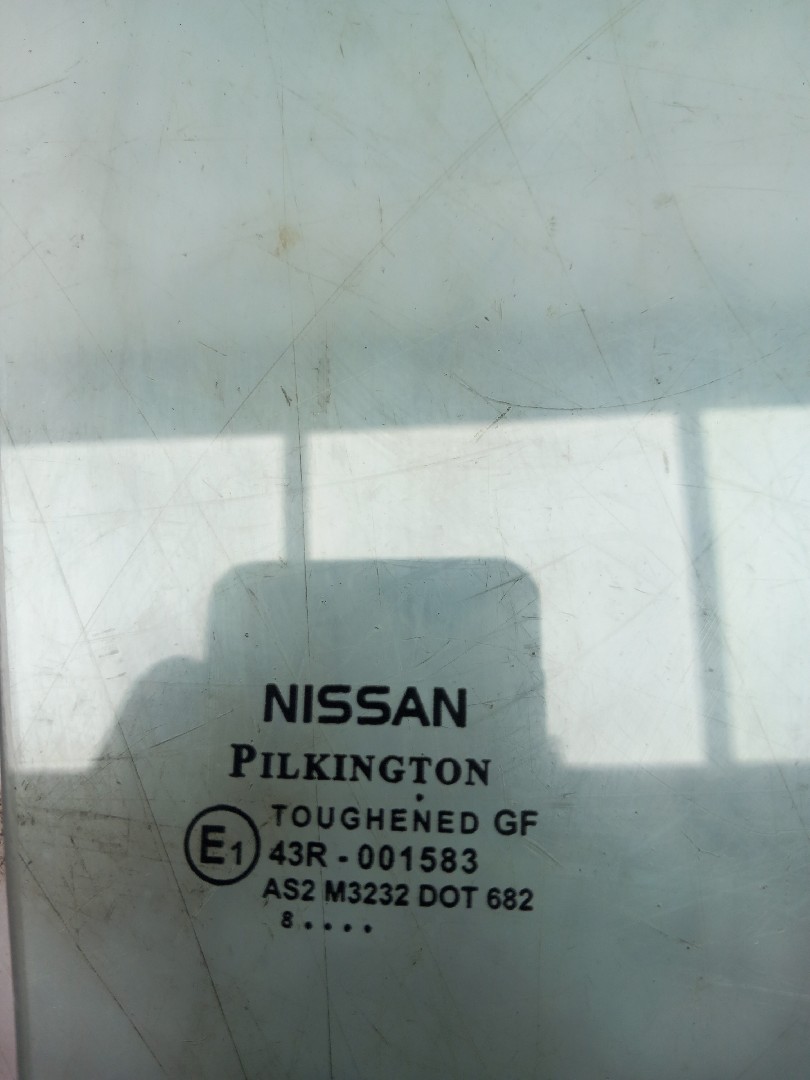 NISSAN
PILKINGTON
TOUGHENED GF
E1 43R - 001583
AS2 M3232 DOT 682
8 . . . .